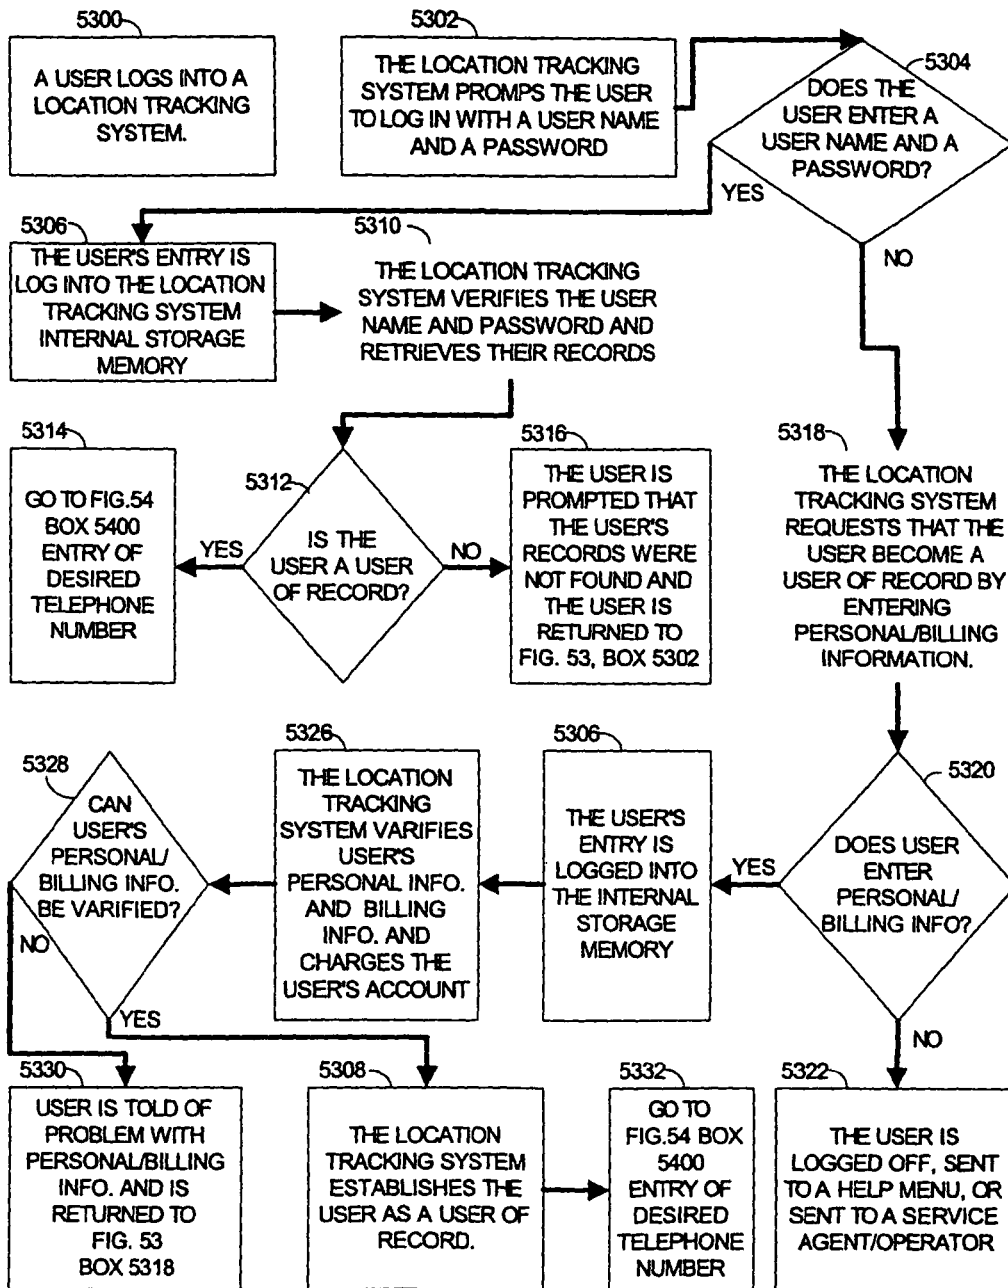 5300
A USER LOGS INTO A
LOCATION TRACKING
SYSTEM.
5302
THE LOCATION TRACKING
SYSTEM PROMPS THE USER
TO LOG IN WITH A USER NAME
AND A PASSWORD
5304
DOES THE
USER ENTER A
USER NAME AND A
PASSWORD?
YES
NO
5306
THE USER'S ENTRY IS
LOG INTO THE LOCATION
TRACKING SYSTEM
INTERNAL STORAGE
MEMORY
5310
THE LOCATION TRACKING
SYSTEM VERIFIES THE USER
NAME AND PASSWORD AND
RETRIEVES THEIR RECORDS
5314
GO TO FIG.54
BOX 5400
ENTRY OF
DESIRED
TELEPHONE
NUMBER
YES
5312
IS THE
USER A USER
OF RECORD?
NO
5316
THE USER IS
PROMPTED THAT
THE USER'S
RECORDS WERE
NOT FOUND AND
THE USER IS
RETURNED TO
FIG. 53, BOX 5302
5318
THE LOCATION
TRACKING SYSTEM
REQUESTS THAT THE
USER BECOME A
USER OF RECORD BY
ENTERING
PERSONAL/BILLING
INFORMATION.
5328
CAN
USER'S
PERSONAL/
BILLING INFO.
BE VARIFIED?
NO
YES
5326
THE LOCATION
TRACKING
SYSTEM VARIFIES
USER'S
PERSONAL INFO.
AND BILLING
INFO. AND
CHARGES THE
USER'S ACCOUNT
5306
THE USER'S
ENTRY IS
LOGGED INTO
THE INTERNAL
STORAGE
MEMORY
YES
5320
DOES USER
ENTER
PERSONAL/
BILLING INFO?
NO
5330
USER IS TOLD OF
PROBLEM WITH
PERSONAL/BILLING
INFO. AND IS
RETURNED TO
FIG. 53
BOX 5318
5308
THE LOCATION
TRACKING SYSTEM
ESTABLISHES THE
USER AS A USER OF
RECORD.
5332
GO TO
FIG.54 BOX
5400
ENTRY OF
DESIRED
TELEPHONE
NUMBER
5322
THE USER IS
LOGGED OFF, SENT
TO A HELP MENU, OR
SENT TO A SERVICE
AGENT/OPERATOR